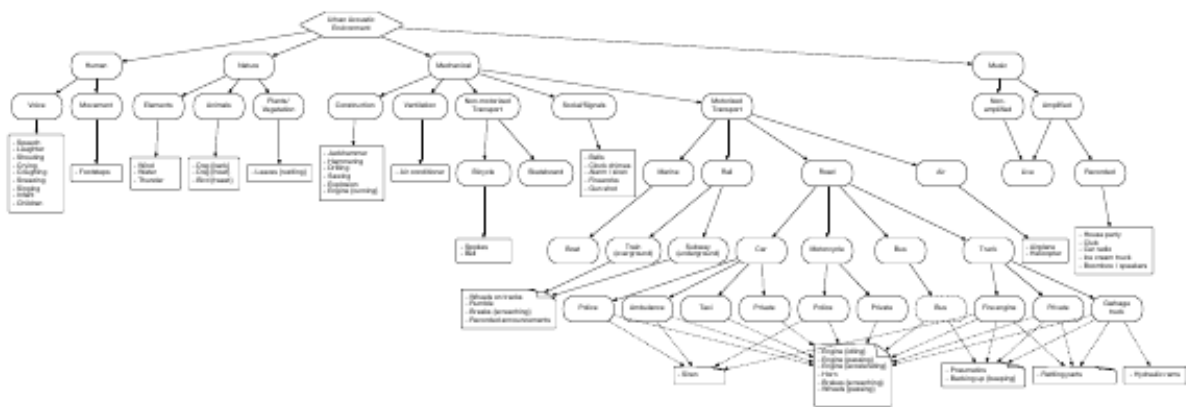 Urban Acoustic
Environment
Human
Nature
Mechanical
Music
Voice
Movement
Elements
Animals
Plants/
Vegetation
Construction
Ventilation
Non-motorized
Transport
Social/Signals
Motorized
Transport
Non-
amplified
Amplified
- Speech
- Laughter
- Shouting
- Crying
- Coughing
- Sneezing
- Singing
- Infant
- Children
- Footsteps
- Wind
- Water
- Thunder
- Dog [bark]
- Dog [howl]
- Bird [tweet]
- Leaves [rustling]
- Jackhammer
- Hammering
- Drilling
- Sawing
- Explosion
- Engine [running]
- Air conditioner
Bicycle
Skateboard
- Bells
- Clock chimes
- Alarm / siren
- Fireworks
- Gun shot
Marine
Rail
Road
Air
Live
Recorded
- Spokes
- Bell
Boat
Train
(overground)
Subway
(underground)
Car
Motorcycle
Bus
Truck
- Airplane
- Helicopter
- House party
- Club
- Car radio
- Ice cream truck
- Boombox / speakers
- Wheels on tracks
- Rumble
- Breaks [screeching]
- Recorded announcements
Police
Ambulance
Taxi
Private
Police
Private
Bus
Fire engine
Private
Garbage
truck
- Siren
- Engine [idling]
- Engine [passing]
- Engine [accelerating]
- Horn
- Brakes [screeching]
- Wheels [passing]
- Pneumatics
- Backing up [beeping]
- Rattling parts
- Hydraulic rams